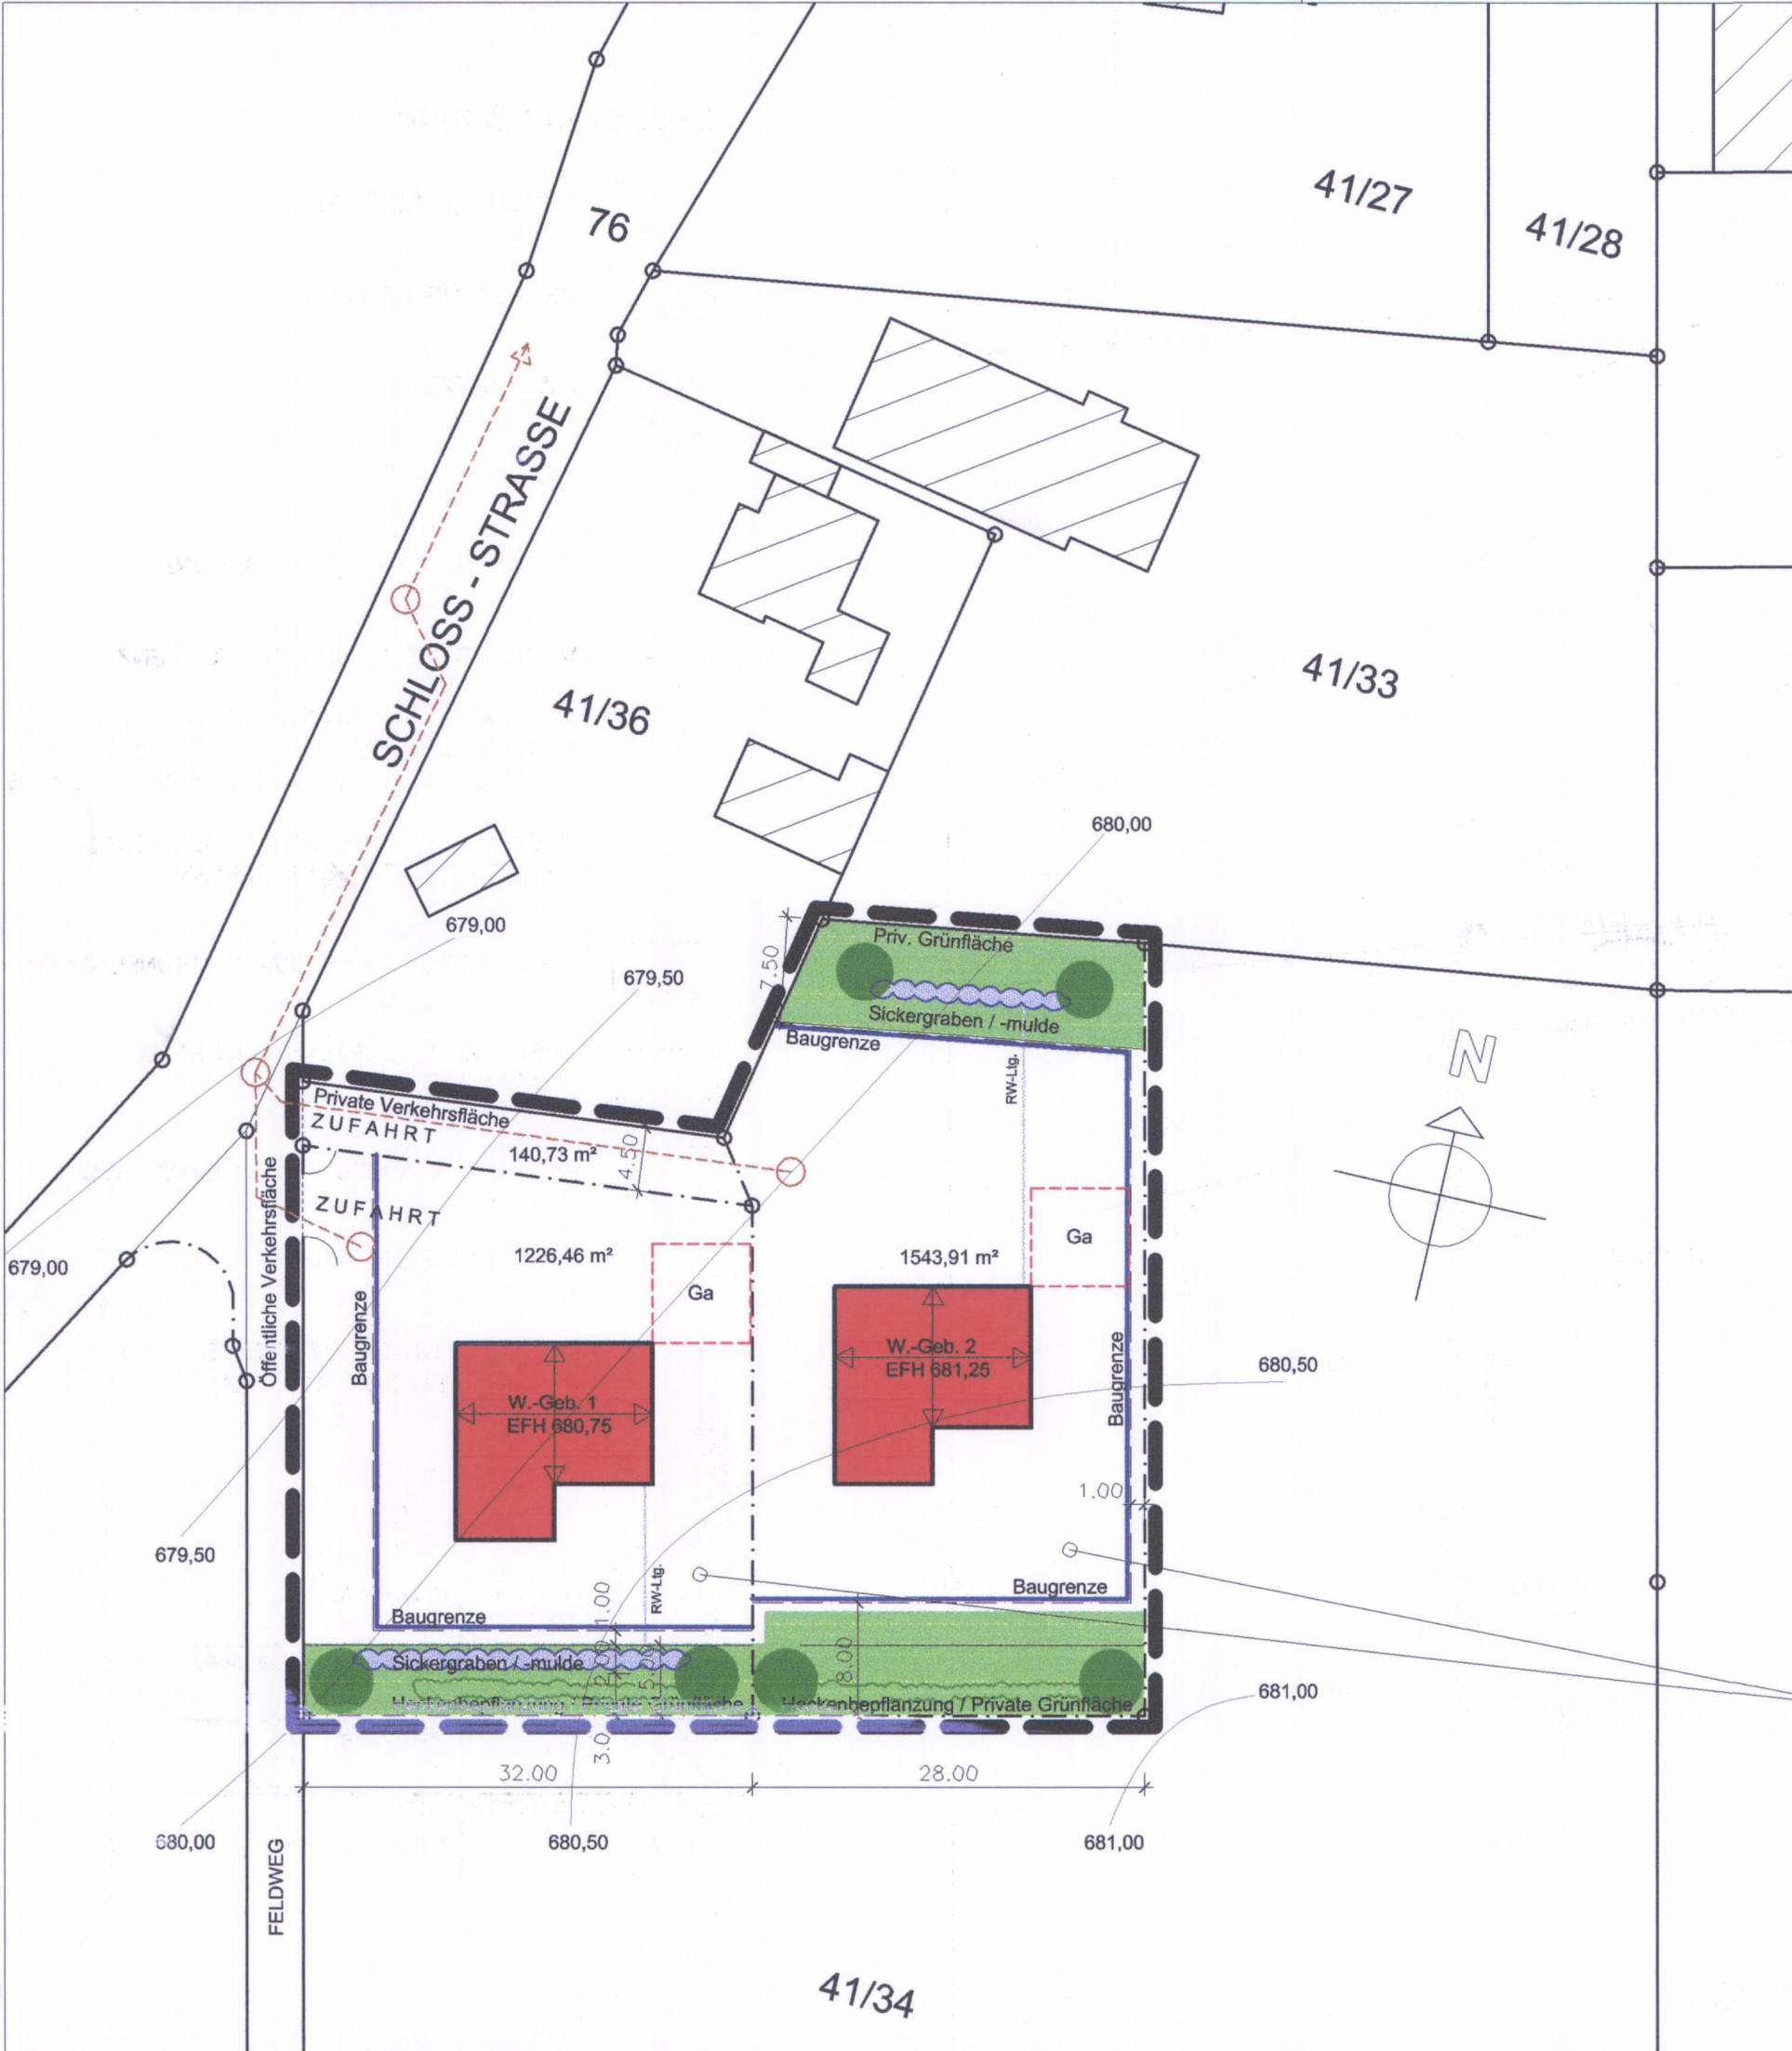 41/27
41/28
76
SCHLOSS - STRASSE
41/36
41/33
680,00
679,00
679,50
7.50
Priv. Grünfläche
Sickergraben / -mulde
Baugrenze
N
RW-Ltg.
Private Verkehrsfläche
ZUFAHRT
140,73 m²
4.50
ZUFAHRT
Öffentliche Verkehrsfläche
679,00
1226,46 m²
1543,91 m²
Ga
Ga
Baugrenze
W.-Geb. 2
EFH 681,25
Baugrenze
680,50
W.-Geb. 1
EFH 680,75
1.00
679,50
RW-Ltg.
1.00
Baugrenze
Baugrenze
Sickergraben / -mulde
8.00
Heckenbepflanzung / Private Grünfläche
Heckenbepflanzung / Private Grünfläche
681,00
32.00
28.00
680,00
680,50
681,00
FELDWEG
41/34